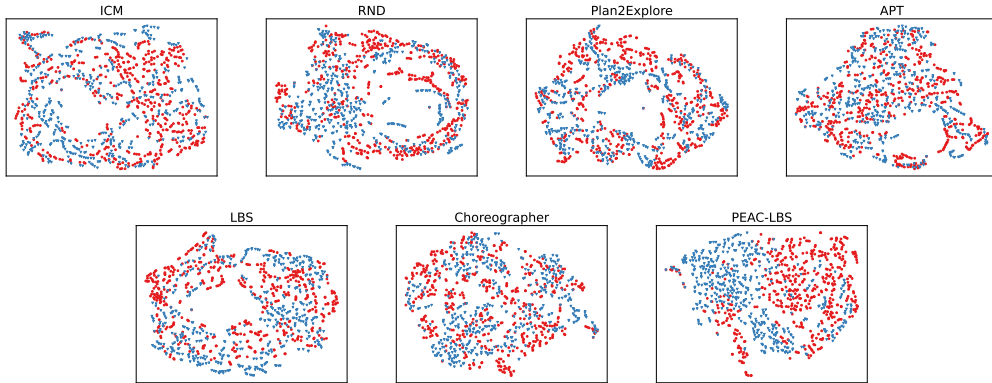 ICM
RND
Plan2Explore
APT
LBS
Choreographer
PEAC-LBS